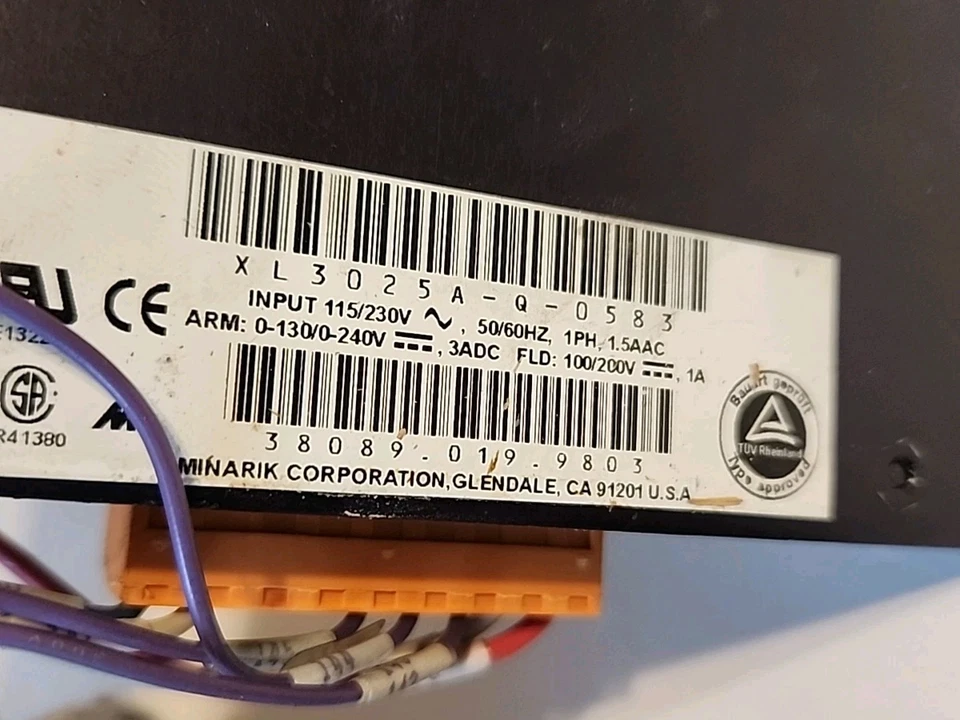 XL3025A-Q-0583
INPUT 115/230V ~, 50/60HZ, 1PH, 1.5AAC
ARM: 0-130/0-240V ⎓, 3ADC FLD: 100/200V ⎓, 1A
CE
SA
R41380
38089-019-9803
MINARIK CORPORATION, GLENDALE, CA 91201 U.S.A
Bauart geprüft
TÜV Rheinland
Type approved